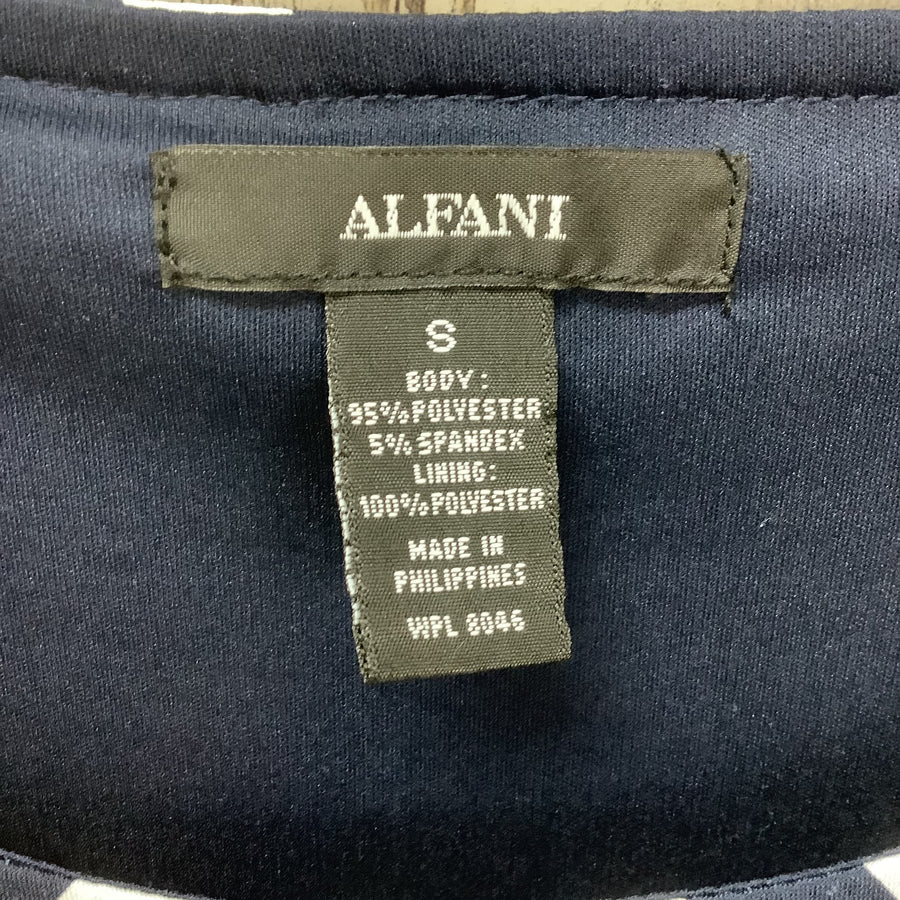 ALFANI
S
BODY:
95% POLYESTER
5% SPANDEX
LINING:
100% POLYESTER
MADE IN
PHILIPPINES
WPL 8046